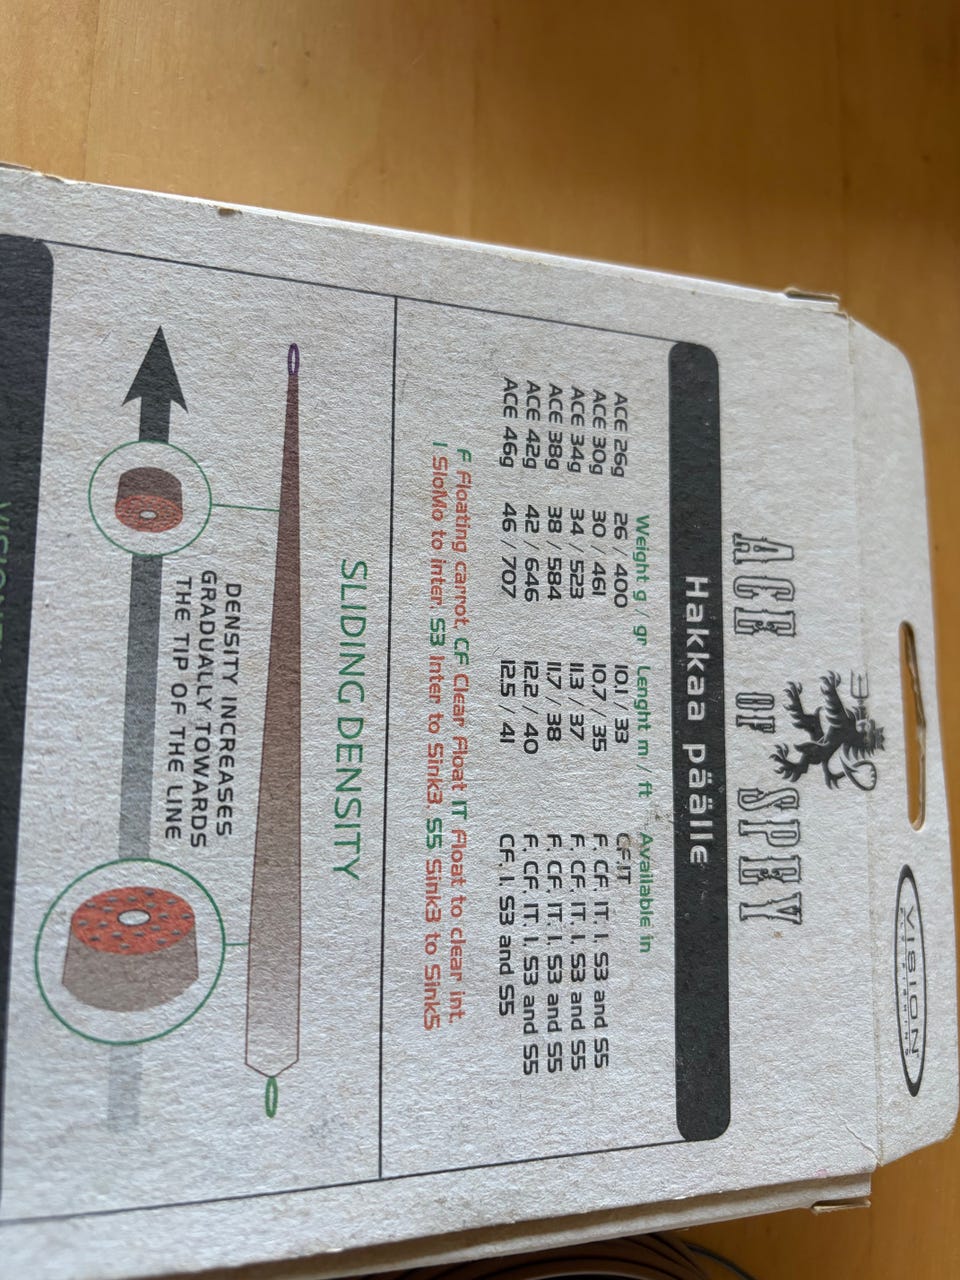 VISION
FLY FISHING
ACE OF SPEY
Hakkaa päälle
Weight g / gr Lenght m / ft Available in
ACE 26g 26 / 400 10.1 / 33 CF.IT
ACE 30g 30 / 461 10.7 / 35 F. CF. IT. I. S3 and S5
ACE 34g 34 / 523 11.3 / 37 F. CF. IT. I. S3 and S5
ACE 38g 38 / 584 11.7 / 38 F. CF. IT. I. S3 and S5
ACE 42g 42 / 646 12.2 / 40 F. CF. IT. I. S3 and S5
ACE 46g 46 / 707 12.5 / 41 CF. I. S3 and S5
F Floating carrot, CF Clear Float IT Float to clear int.
I SloMo to inter. S3 Inter to Sink3. S5 Sink3 to Sink5
SLIDING DENSITY
DENSITY INCREASES
GRADUALLY TOWARDS
THE TIP OF THE LINE